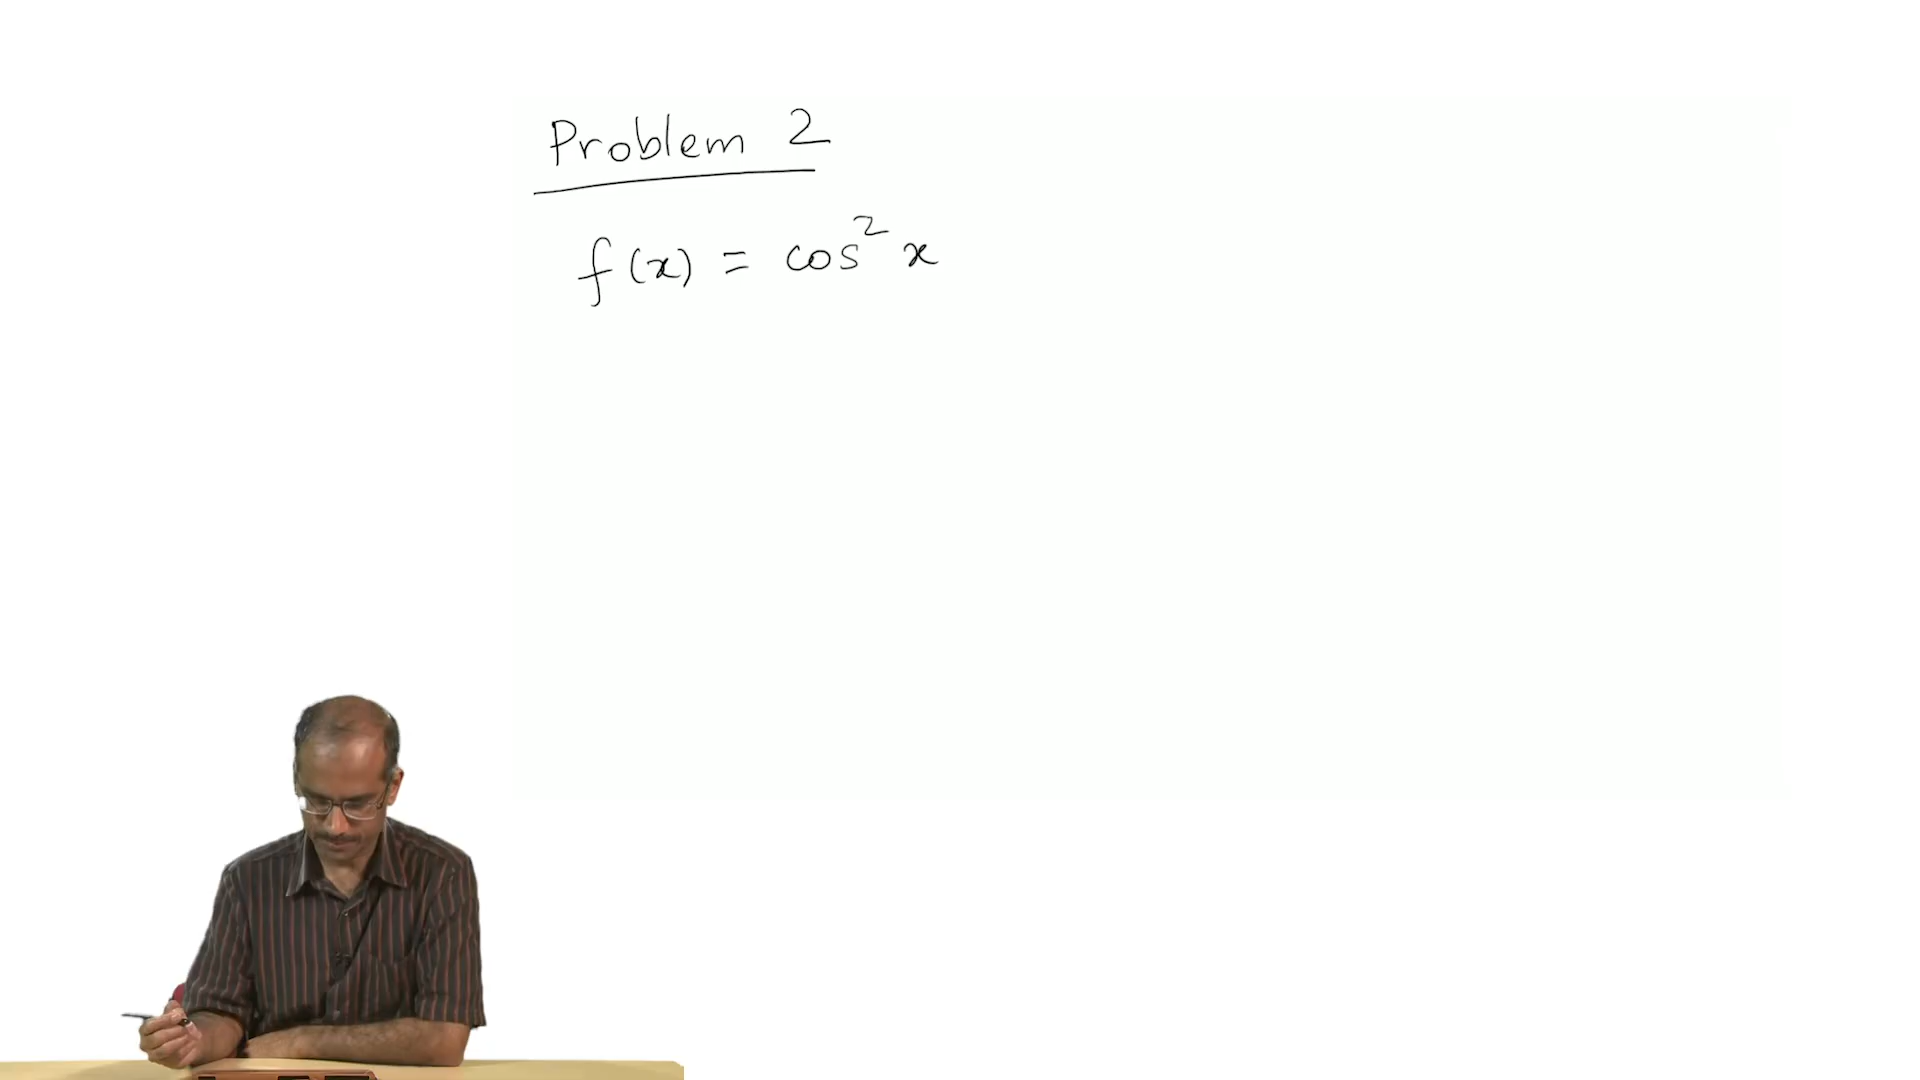 Problem 2
f(x) = cos² x